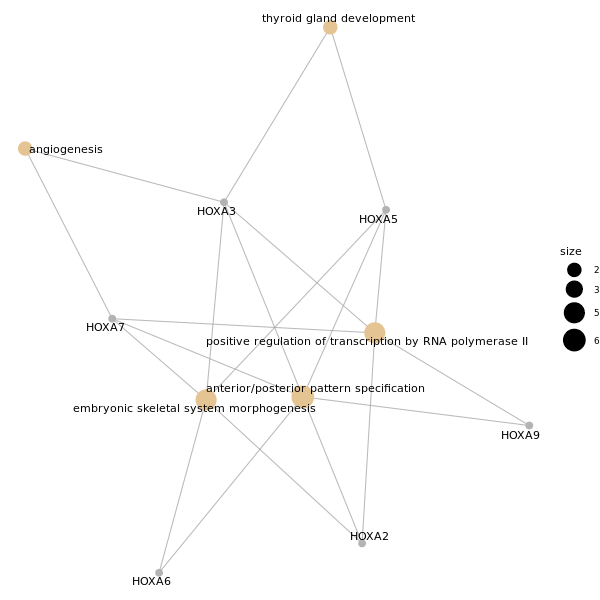 thyroid gland development
angiogenesis
HOXA3
HOXA5
size
2
3
5
6
HOXA7
positive regulation of transcription by RNA polymerase II
anterior/posterior pattern specification
embryonic skeletal system morphogenesis
HOXA9
HOXA2
HOXA6